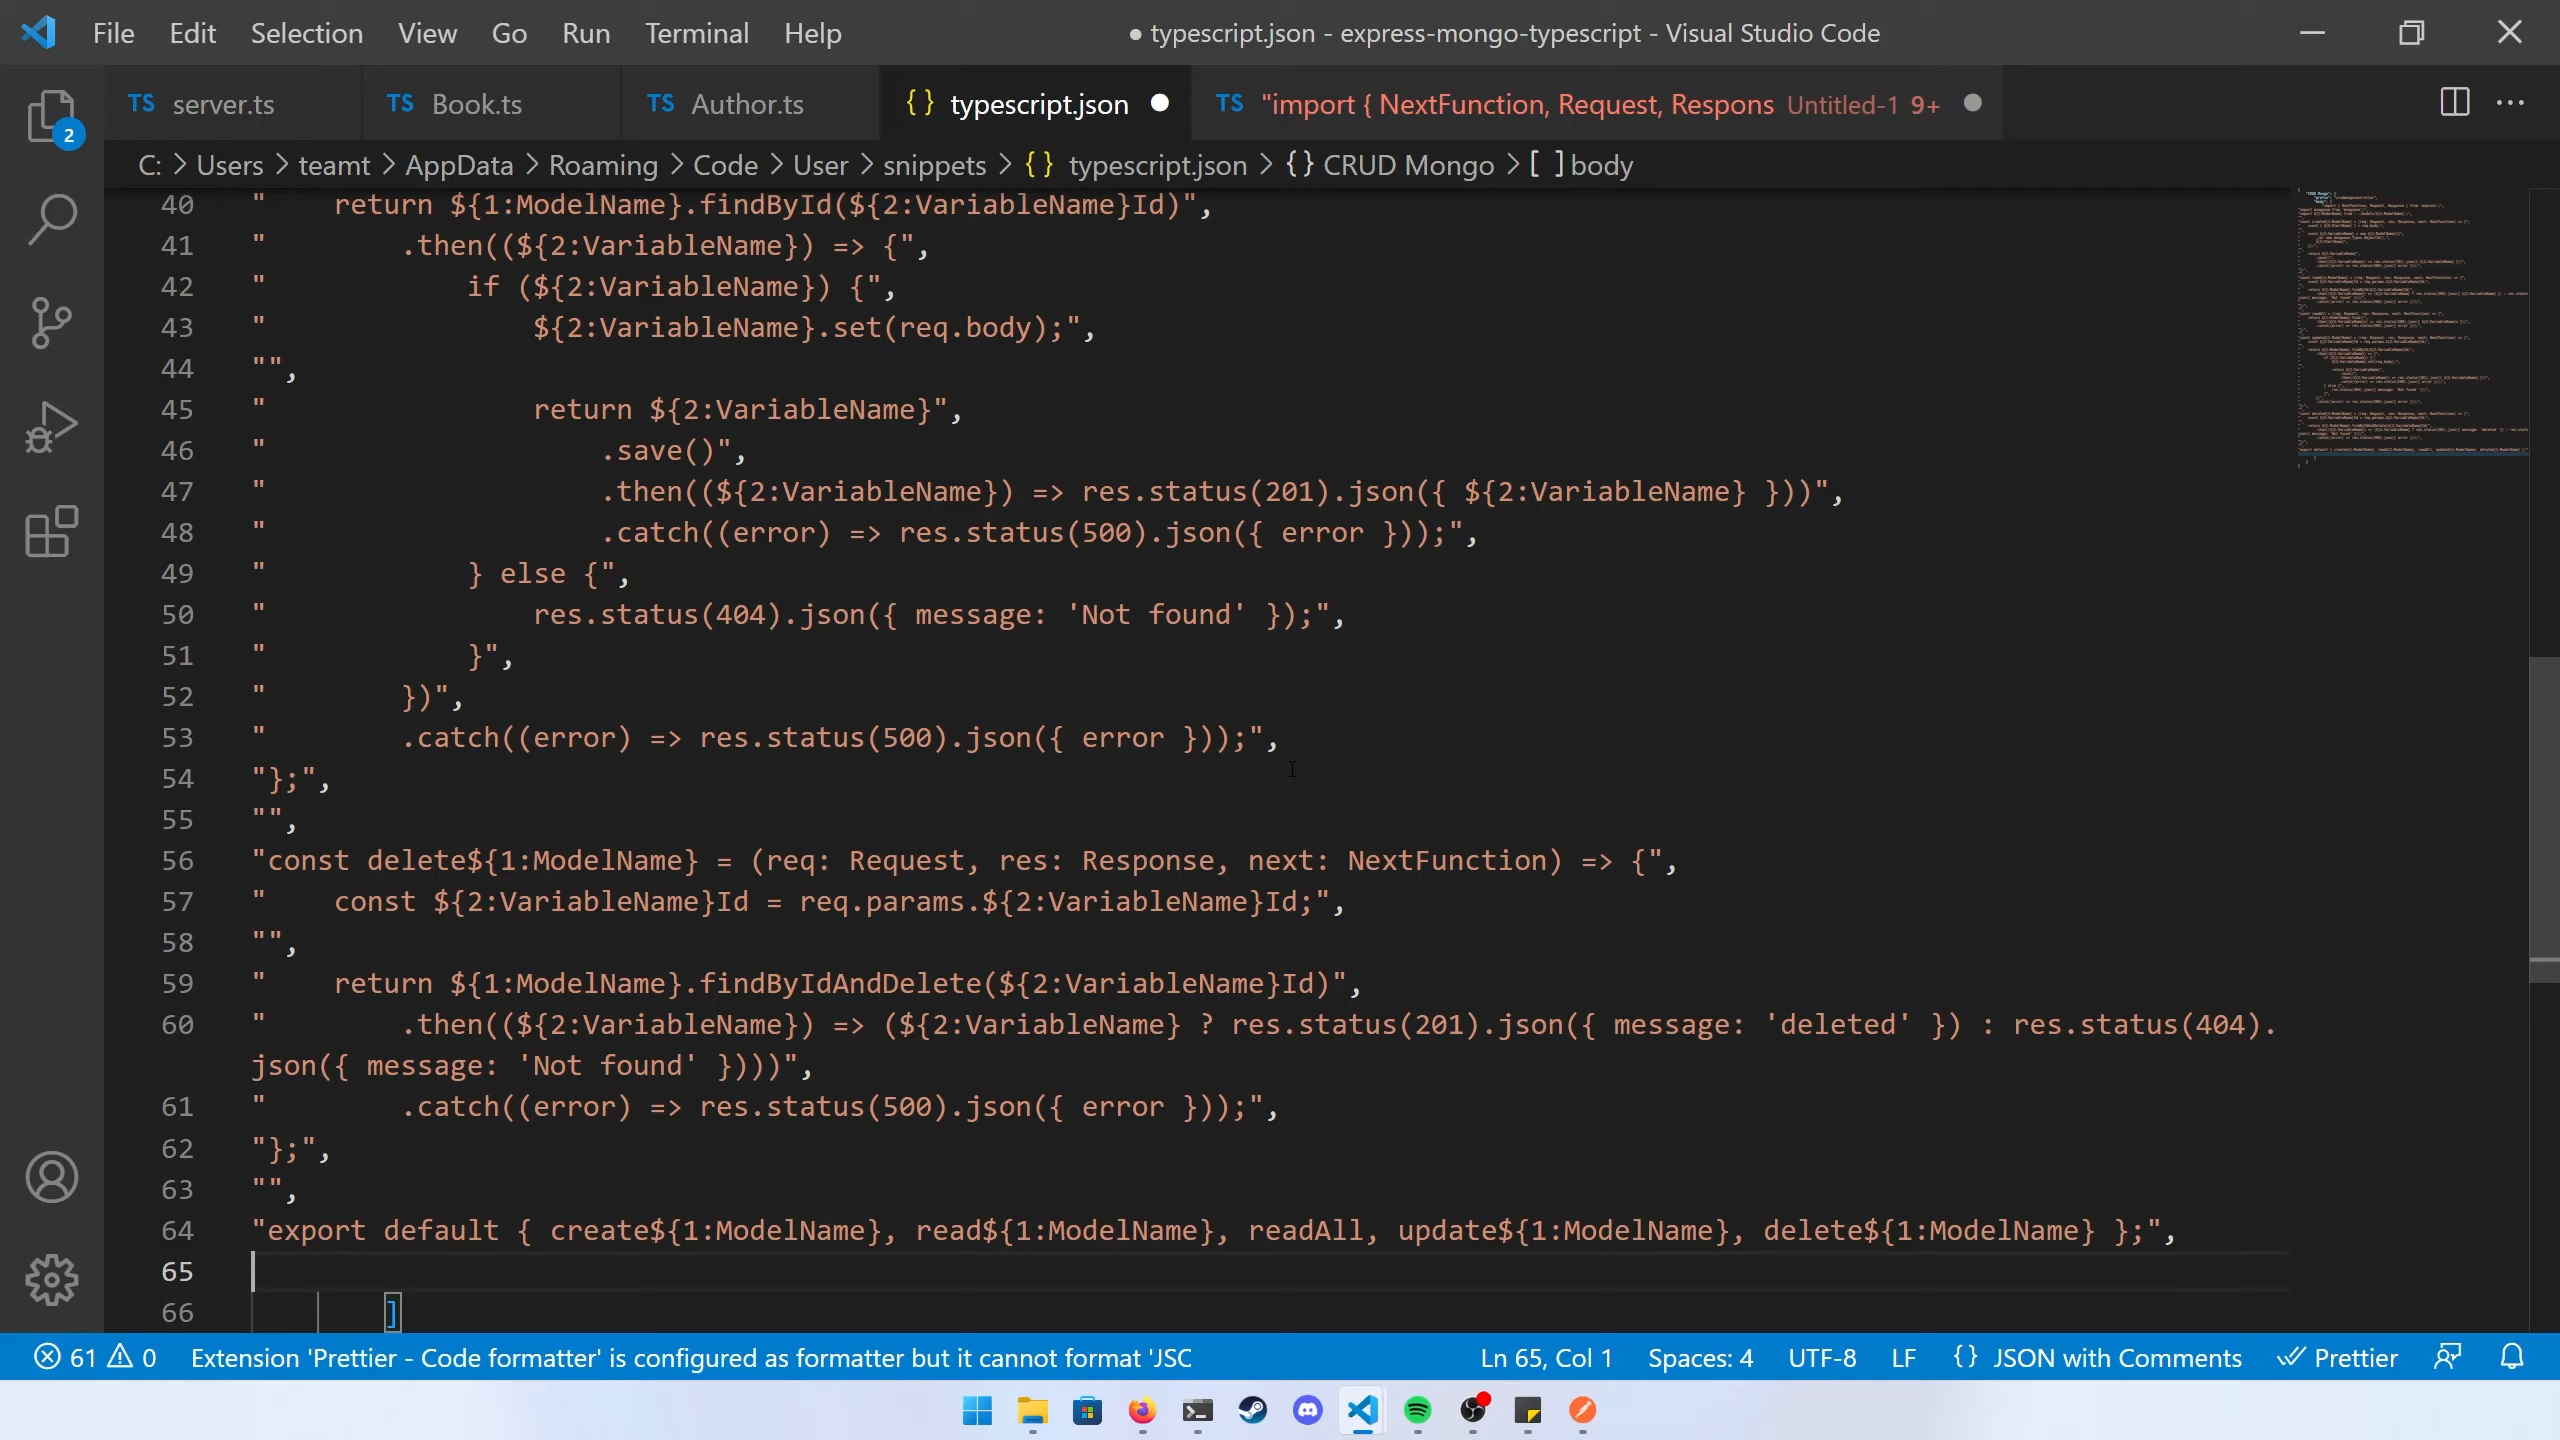 File Edit Selection View Go Run Terminal Help
● typescript.json - express-mongo-typescript - Visual Studio Code
TS server.ts
TS Book.ts
TS Author.ts
{ } typescript.json ●
TS "import { NextFunction, Request, Respons Untitled-1 9+ ●
C: > Users > teamt > AppData > Roaming > Code > User > snippets > { } typescript.json > { } CRUD Mongo > [ ] body
2
40 "    return ${1:ModelName}.findById(${2:VariableName}Id)",
41 "        .then((${2:VariableName}) => {",
42 "            if (${2:VariableName}) {",
43 "                ${2:VariableName}.set(req.body);",
44 "",
45 "                return ${2:VariableName}",
46 "                    .save()",
47 "                    .then((${2:VariableName}) => res.status(201).json({ ${2:VariableName} }))",
48 "                    .catch((error) => res.status(500).json({ error }));",
49 "            } else {",
50 "                res.status(404).json({ message: 'Not found' });",
51 "            }",
52 "        })",
53 "        .catch((error) => res.status(500).json({ error }));",
54 "};",
55 "",
56 "const delete${1:ModelName} = (req: Request, res: Response, next: NextFunction) => {",
57 "    const ${2:VariableName}Id = req.params.${2:VariableName}Id;",
58 "",
59 "    return ${1:ModelName}.findByIdAndDelete(${2:VariableName}Id)",
60 "        .then((${2:VariableName}) => (${2:VariableName} ? res.status(201).json({ message: 'deleted' }) : res.status(404).
json({ message: 'Not found' })))",
61 "        .catch((error) => res.status(500).json({ error }));",
62 "};",
63 "",
64 "export default { create${1:ModelName}, read${1:ModelName}, readAll, update${1:ModelName}, delete${1:ModelName} };",
65
66         ]
61 0 Extension 'Prettier - Code formatter' is configured as formatter but it cannot format 'JSC
Ln 65, Col 1 Spaces: 4 UTF-8 LF { } JSON with Comments Prettier